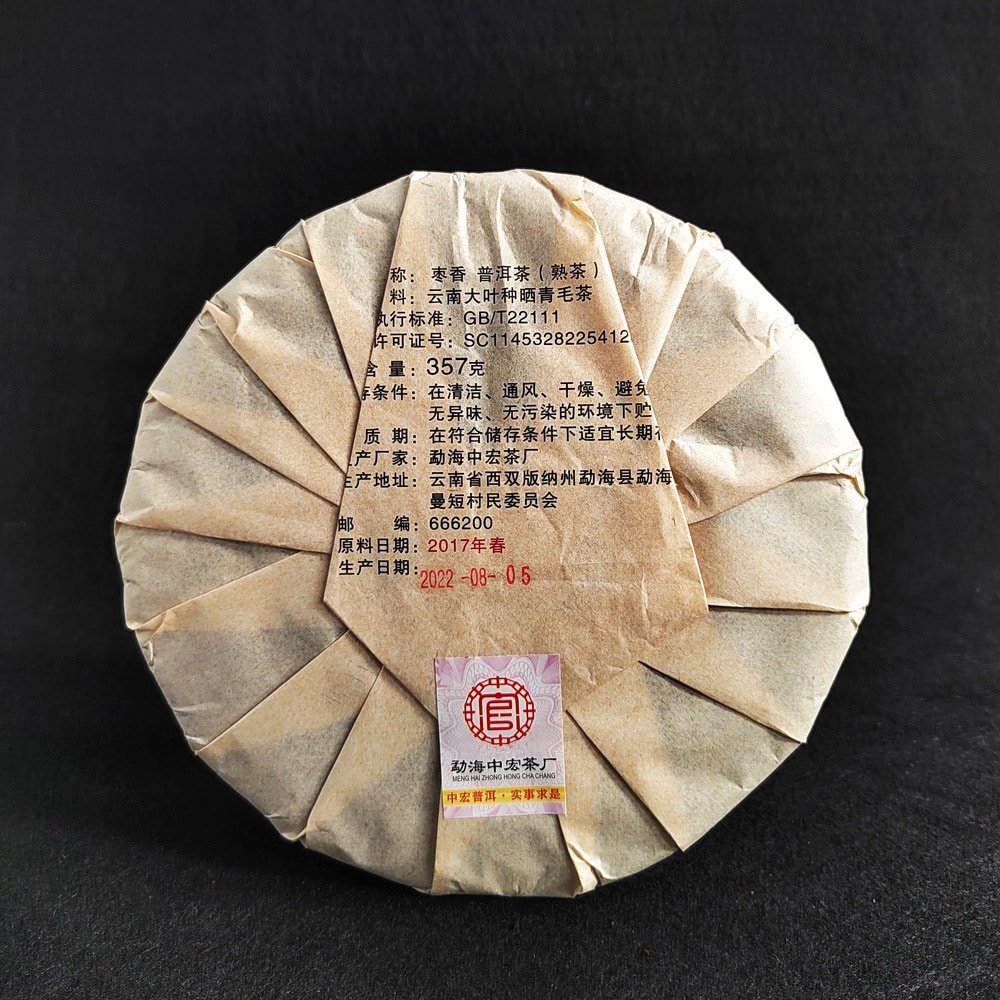 称：枣香 普洱茶（熟茶）
料：云南大叶种晒青毛茶
执行标准：GB/T22111
许可证号：SC1145328225412
含量：357克
存条件：在清洁、通风、干燥、避免
无异味、无污染的环境下贮
质期：在符合储存条件下适宜长期
生产厂家：勐海中宏茶厂
生产地址：云南省西双版纳州勐海县勐海
曼短村民委员会
邮 编：666200
原料日期：2017年春
生产日期：2022-08-05
勐海中宏茶厂
MENG HAI ZHONG HONG CHA CHANG
中宏普洱·实事求是